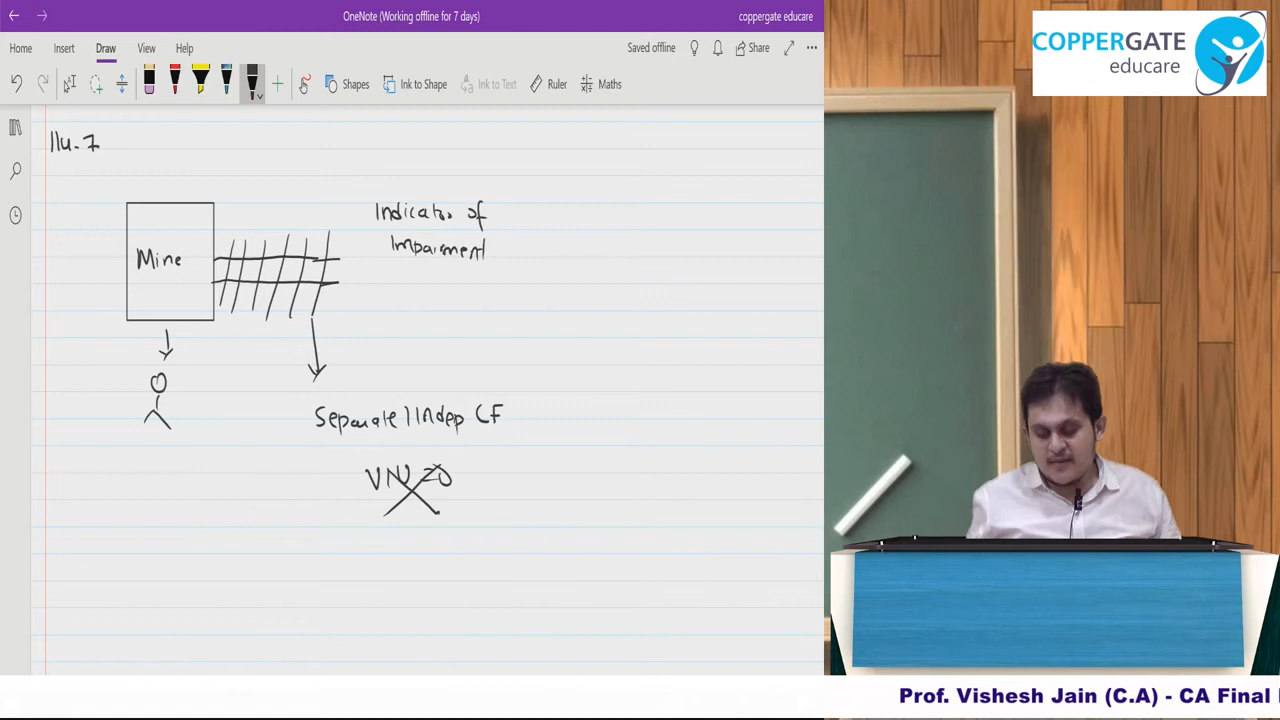 OneNote (Working offline for 7 days)
coppergate educare
Home Insert Draw View Help
Saved offline Share
Shapes Ink to Shape Ink to Text Ruler Maths
COPPERGATE
educare
Illu. 7
Mine
Indicator of
Impairment
Separate / Indep CF
VIU = 0
Prof. Vishesh Jain (C.A) - CA Final